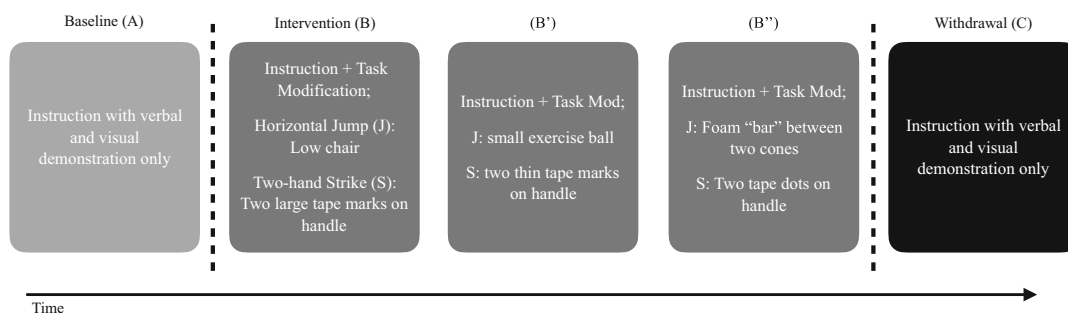 Baseline (A)
Intervention (B)
(B’)
(B’’)
Withdrawal (C)
Instruction with verbal
and visual
demonstration only
Instruction + Task
Modification;
Horizontal Jump (J):
Low chair
Two-hand Strike (S):
Two large tape marks on
handle
Instruction + Task Mod;
J: small exercise ball
S: two thin tape marks
on handle
Instruction + Task Mod;
J: Foam “bar” between
two cones
S: Two tape dots on
handle
Instruction with verbal
and visual
demonstration only
Time